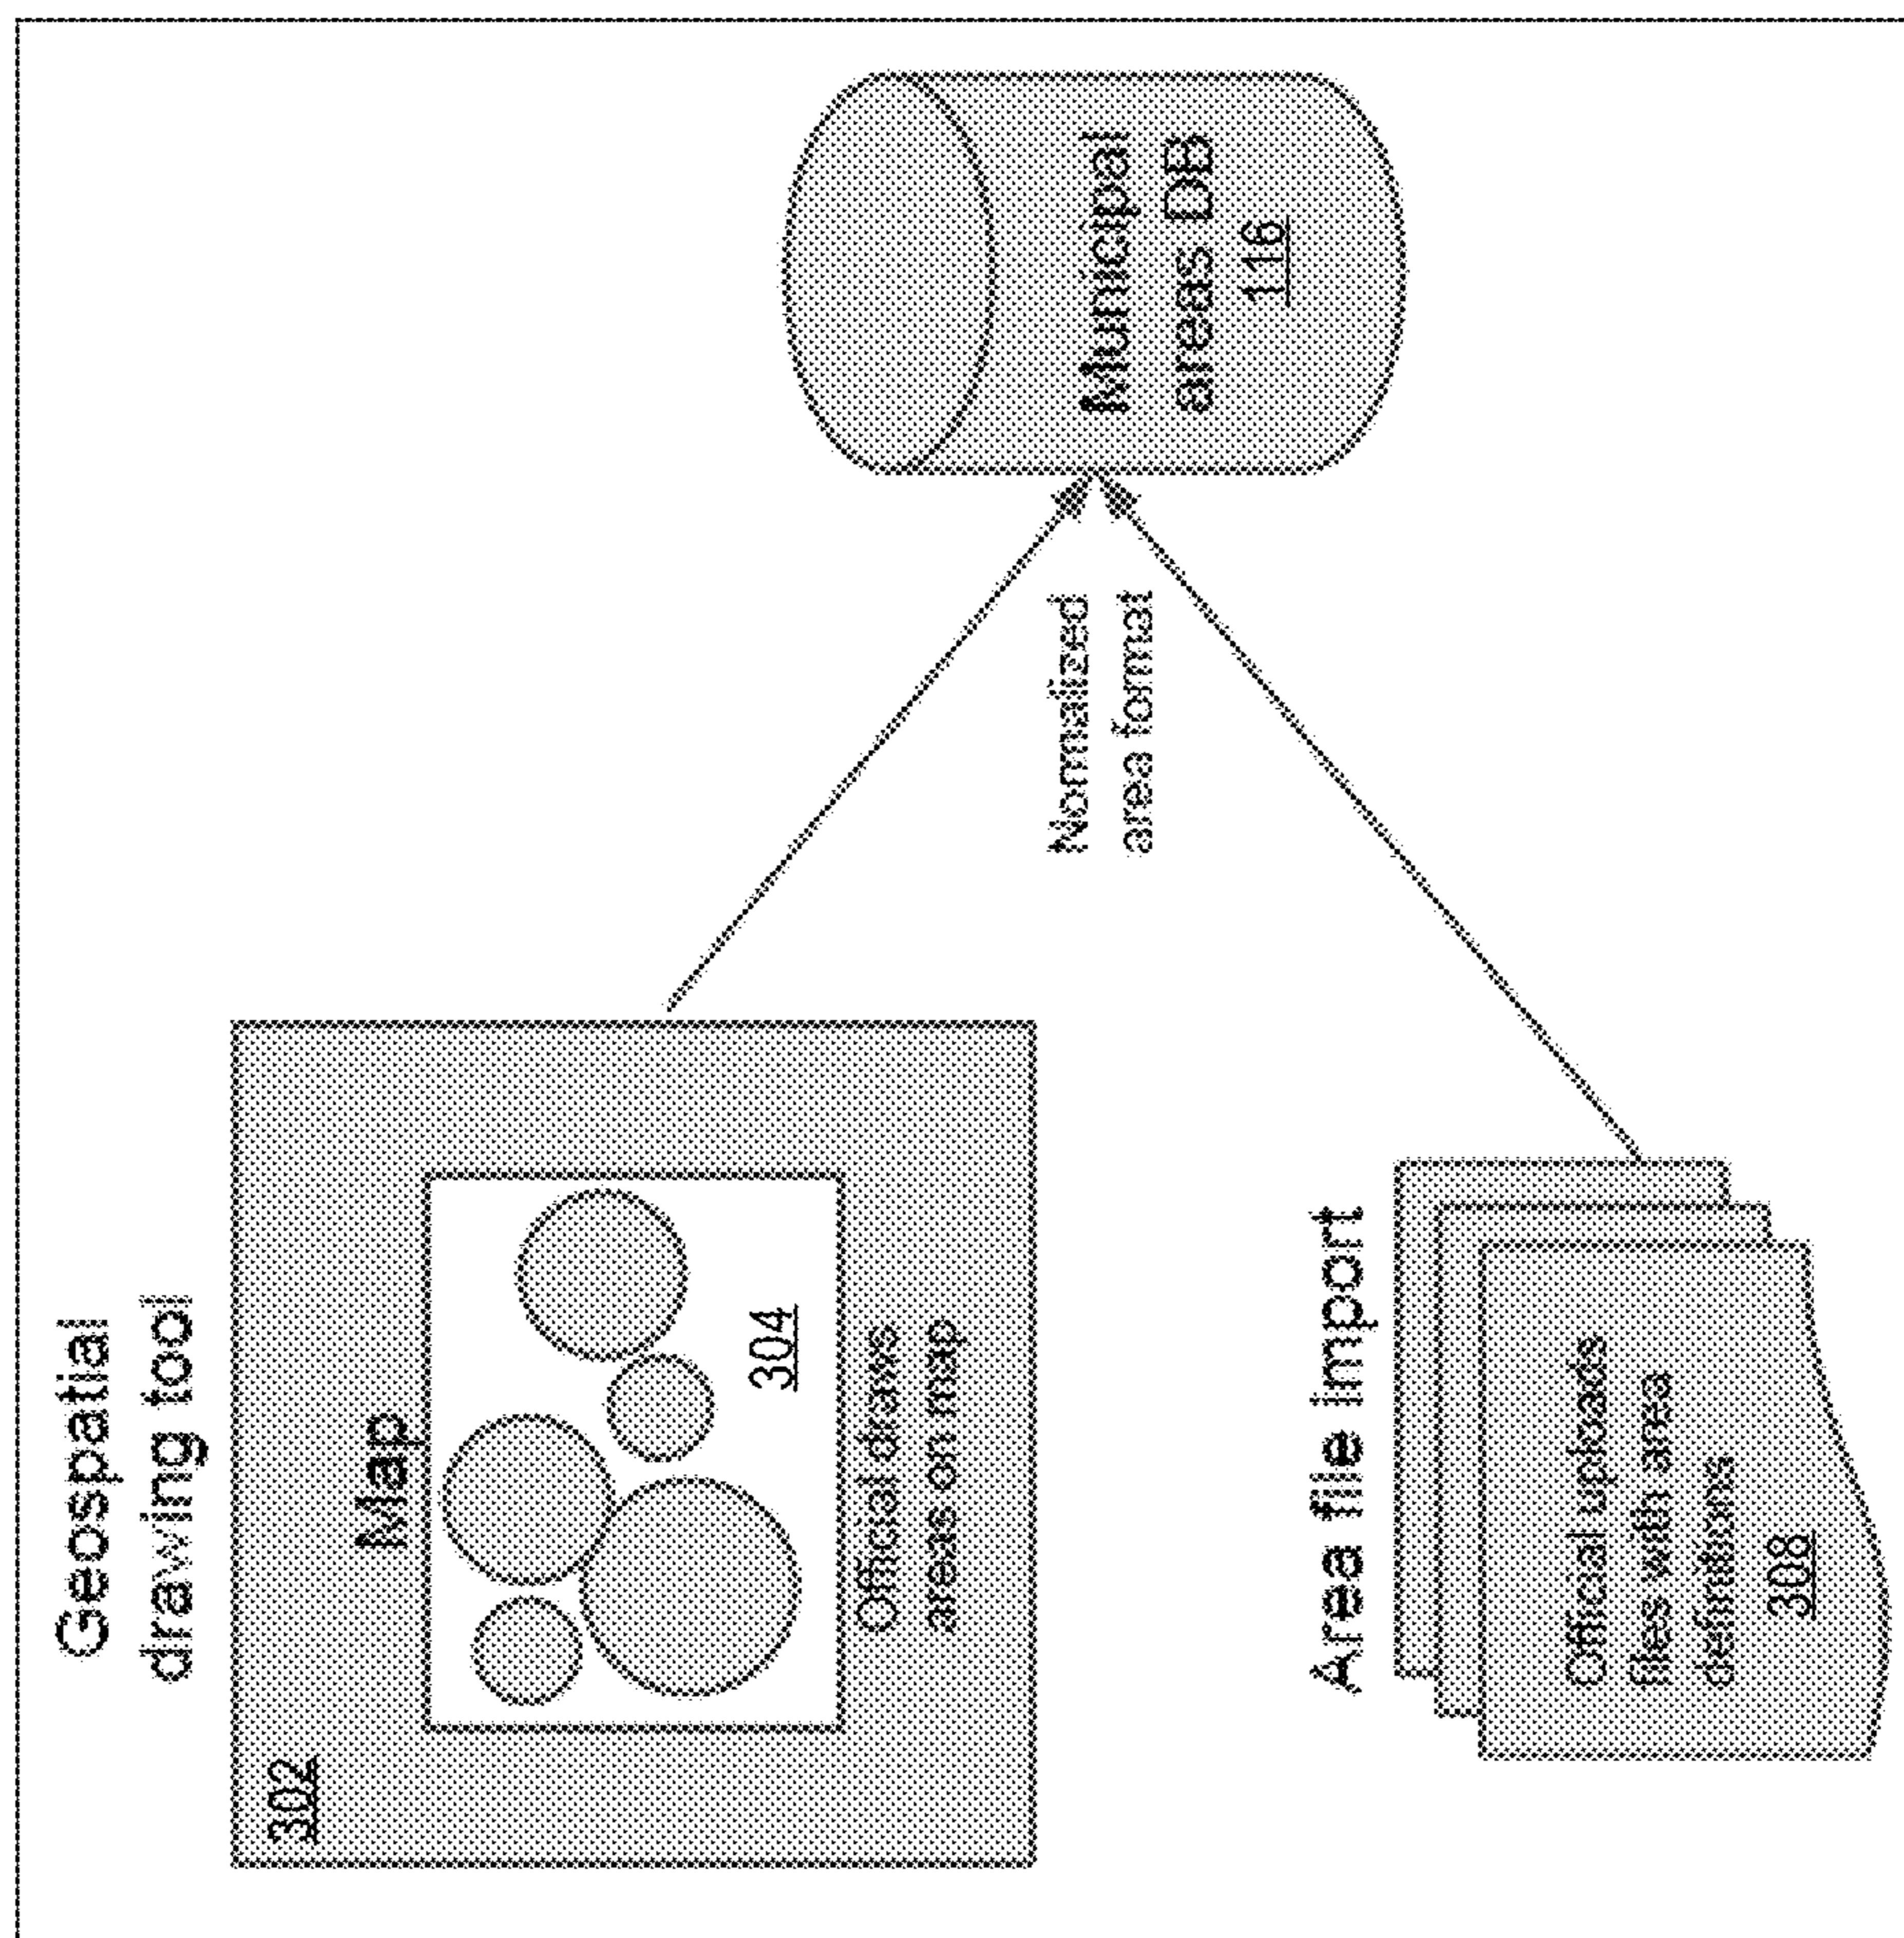 Geospatial
drawing tool
302
Map
304
Official draws
areas on map
Area file import
Official uploads
files with area
definitions
308
Normalized
area format
Municipal
areas DB
116